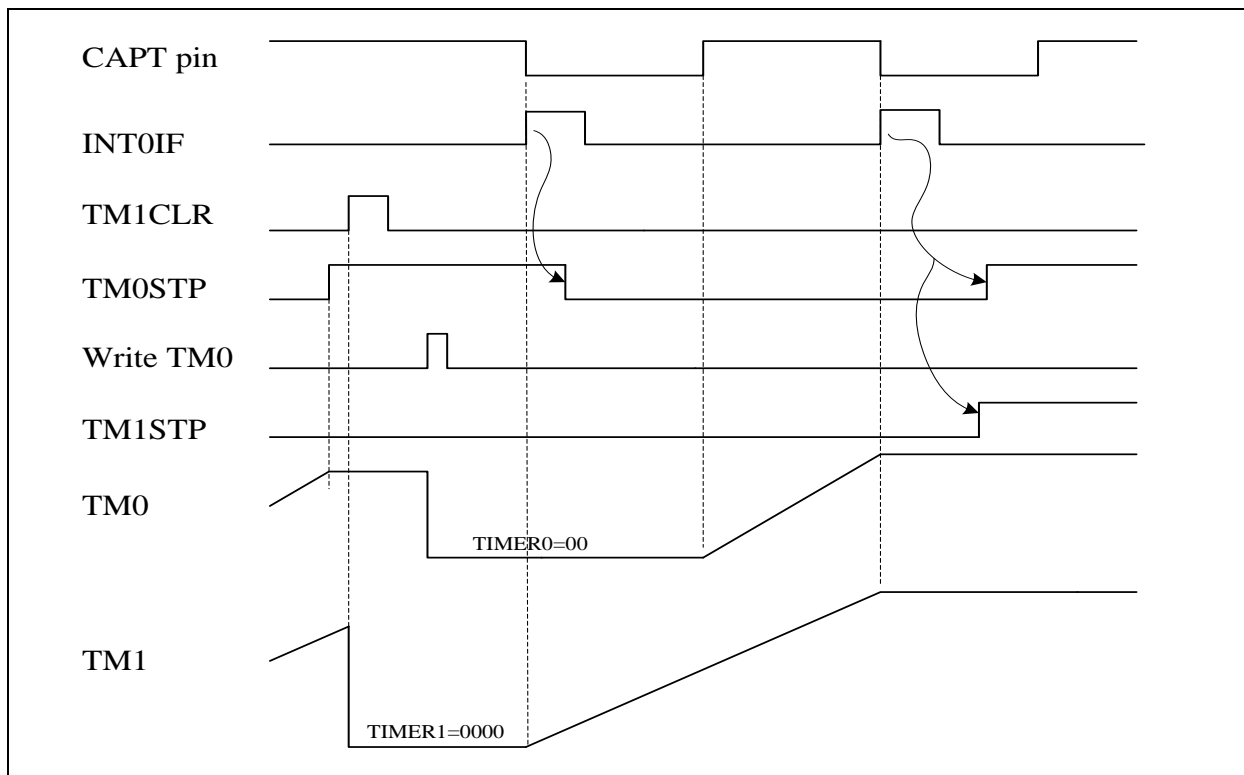 CAPT pin
INT0IF
TM1CLR
TM0STP
Write TM0
TM1STP
TM0
TIMER0=00
TM1
TIMER1=0000